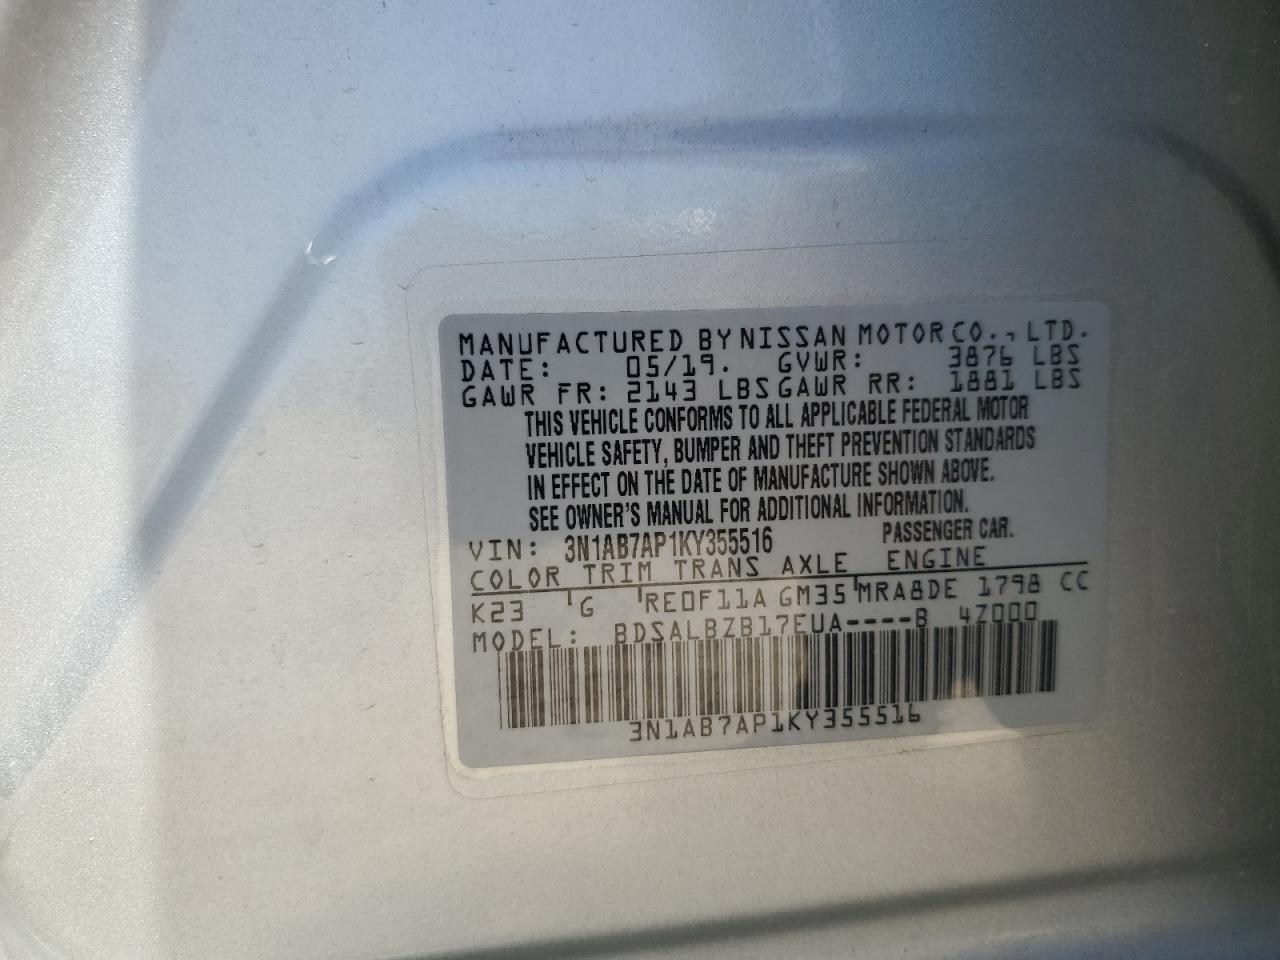 MANUFACTURED BY NISSAN MOTOR CO., LTD.
DATE: 05/19. GVWR: 3876 LBS
GAWR FR: 2143 LBS GAWR RR: 1881 LBS
THIS VEHICLE CONFORMS TO ALL APPLICABLE FEDERAL MOTOR
VEHICLE SAFETY, BUMPER AND THEFT PREVENTION STANDARDS
IN EFFECT ON THE DATE OF MANUFACTURE SHOWN ABOVE.
SEE OWNER'S MANUAL FOR ADDITIONAL INFORMATION.
VIN: 3N1AB7AP1KY355516 PASSENGER CAR.
COLOR TRIM TRANS AXLE ENGINE
K23 G RE0F11A GM35 MRA8DE 1798 CC
MODEL: BDSALBZB17EUA----B 4Z000
3N1AB7AP1KY355516